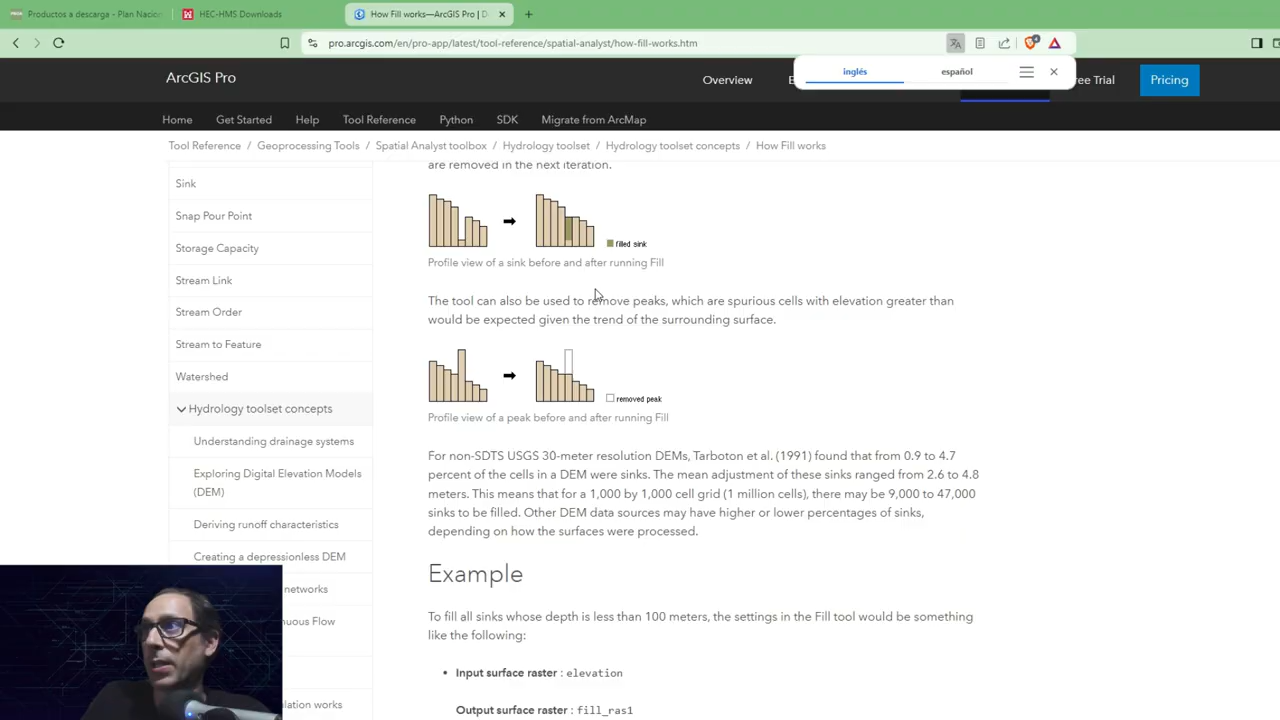 Productos a descarga - Plan Nacio
HEC-HMS Downloads
How Fill works—ArcGIS Pro | D
pro.arcgis.com/en/pro-app/latest/tool-reference/spatial-analyst/how-fill-works.htm
4
inglés
español
ArcGIS Pro
Overview
ree Trial
Pricing
Home
Get Started
Help
Tool Reference
Python
SDK
Migrate from ArcMap
Tool Reference / Geoprocessing Tools / Spatial Analyst toolbox / Hydrology toolset / Hydrology toolset concepts / How Fill works
Sink
Snap Pour Point
Storage Capacity
Stream Link
Stream Order
Stream to Feature
Watershed
Hydrology toolset concepts
Understanding drainage systems
Exploring Digital Elevation Models
(DEM)
Deriving runoff characteristics
Creating a depressionless DEM
networks
nuous Flow
ulation works
are removed in the next iteration.
filled sink
Profile view of a sink before and after running Fill
The tool can also be used to remove peaks, which are spurious cells with elevation greater than
would be expected given the trend of the surrounding surface.
removed peak
Profile view of a peak before and after running Fill
For non-SDTS USGS 30-meter resolution DEMs, Tarboton et al. (1991) found that from 0.9 to 4.7
percent of the cells in a DEM were sinks. The mean adjustment of these sinks ranged from 2.6 to 4.8
meters. This means that for a 1,000 by 1,000 cell grid (1 million cells), there may be 9,000 to 47,000
sinks to be filled. Other DEM data sources may have higher or lower percentages of sinks,
depending on how the surfaces were processed.
Example
To fill all sinks whose depth is less than 100 meters, the settings in the Fill tool would be something
like the following:
• Input surface raster : elevation
Output surface raster : fill_ras1